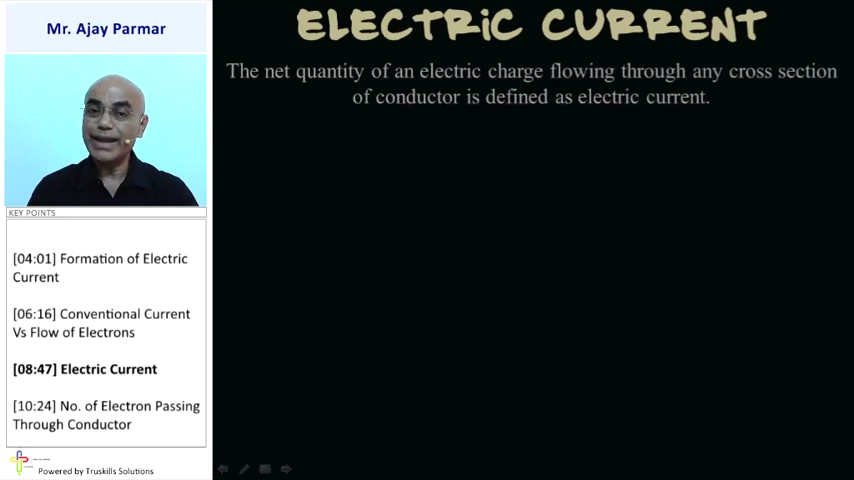 Mr. Ajay Parmar
ELECTRIC CURRENT
The net quantity of an electric charge flowing through any cross section
of conductor is defined as electric current.
KEY POINTS
[04:01] Formation of Electric
Current
[06:16] Conventional Current
Vs Flow of Electrons
[08:47] Electric Current
[10:24] No. of Electron Passing
Through Conductor
Powered by Truskills Solutions